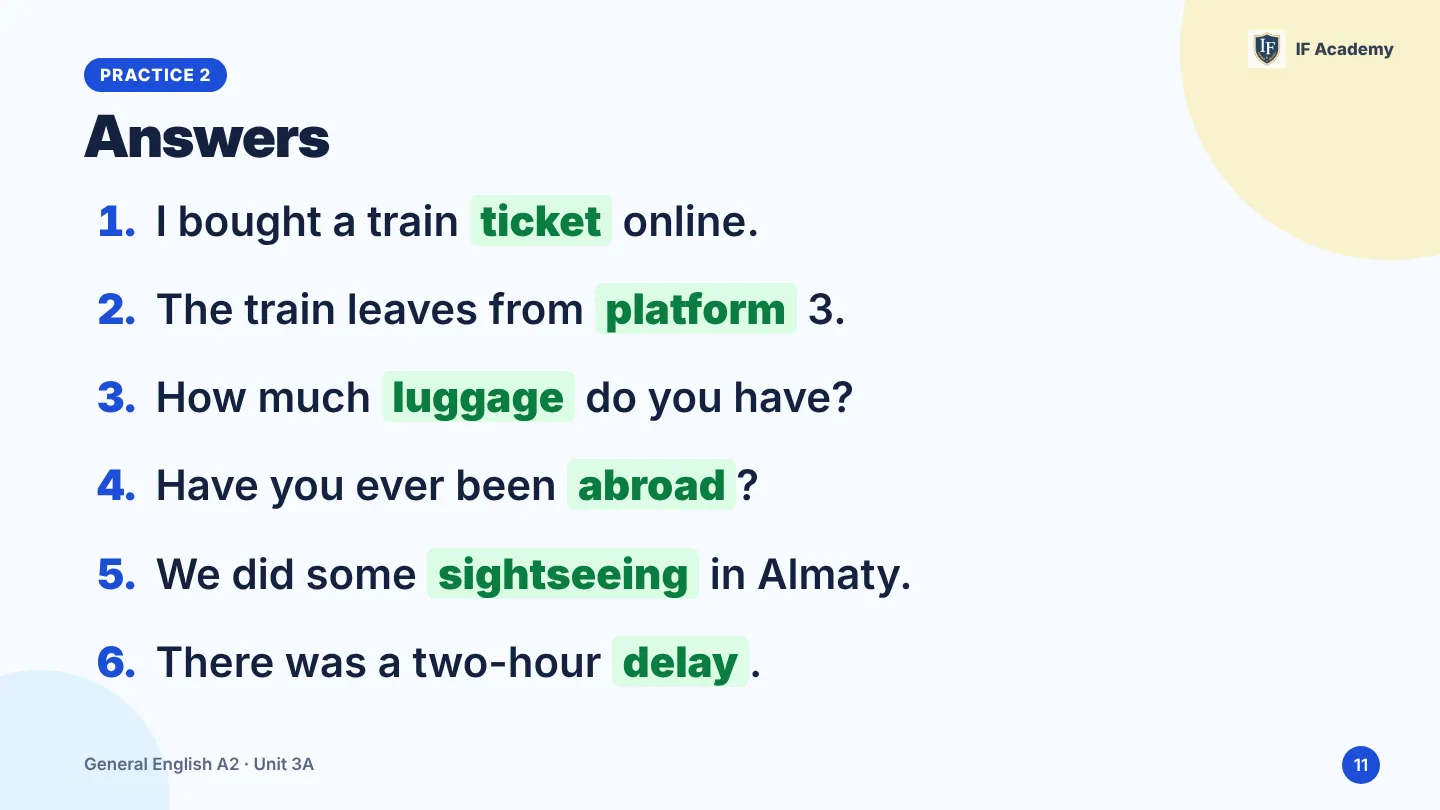 IF Academy
PRACTICE 2
Answers
1. I bought a train ticket online.
2. The train leaves from platform 3.
3. How much luggage do you have?
4. Have you ever been abroad?
5. We did some sightseeing in Almaty.
6. There was a two-hour delay.
General English A2 · Unit 3A
11